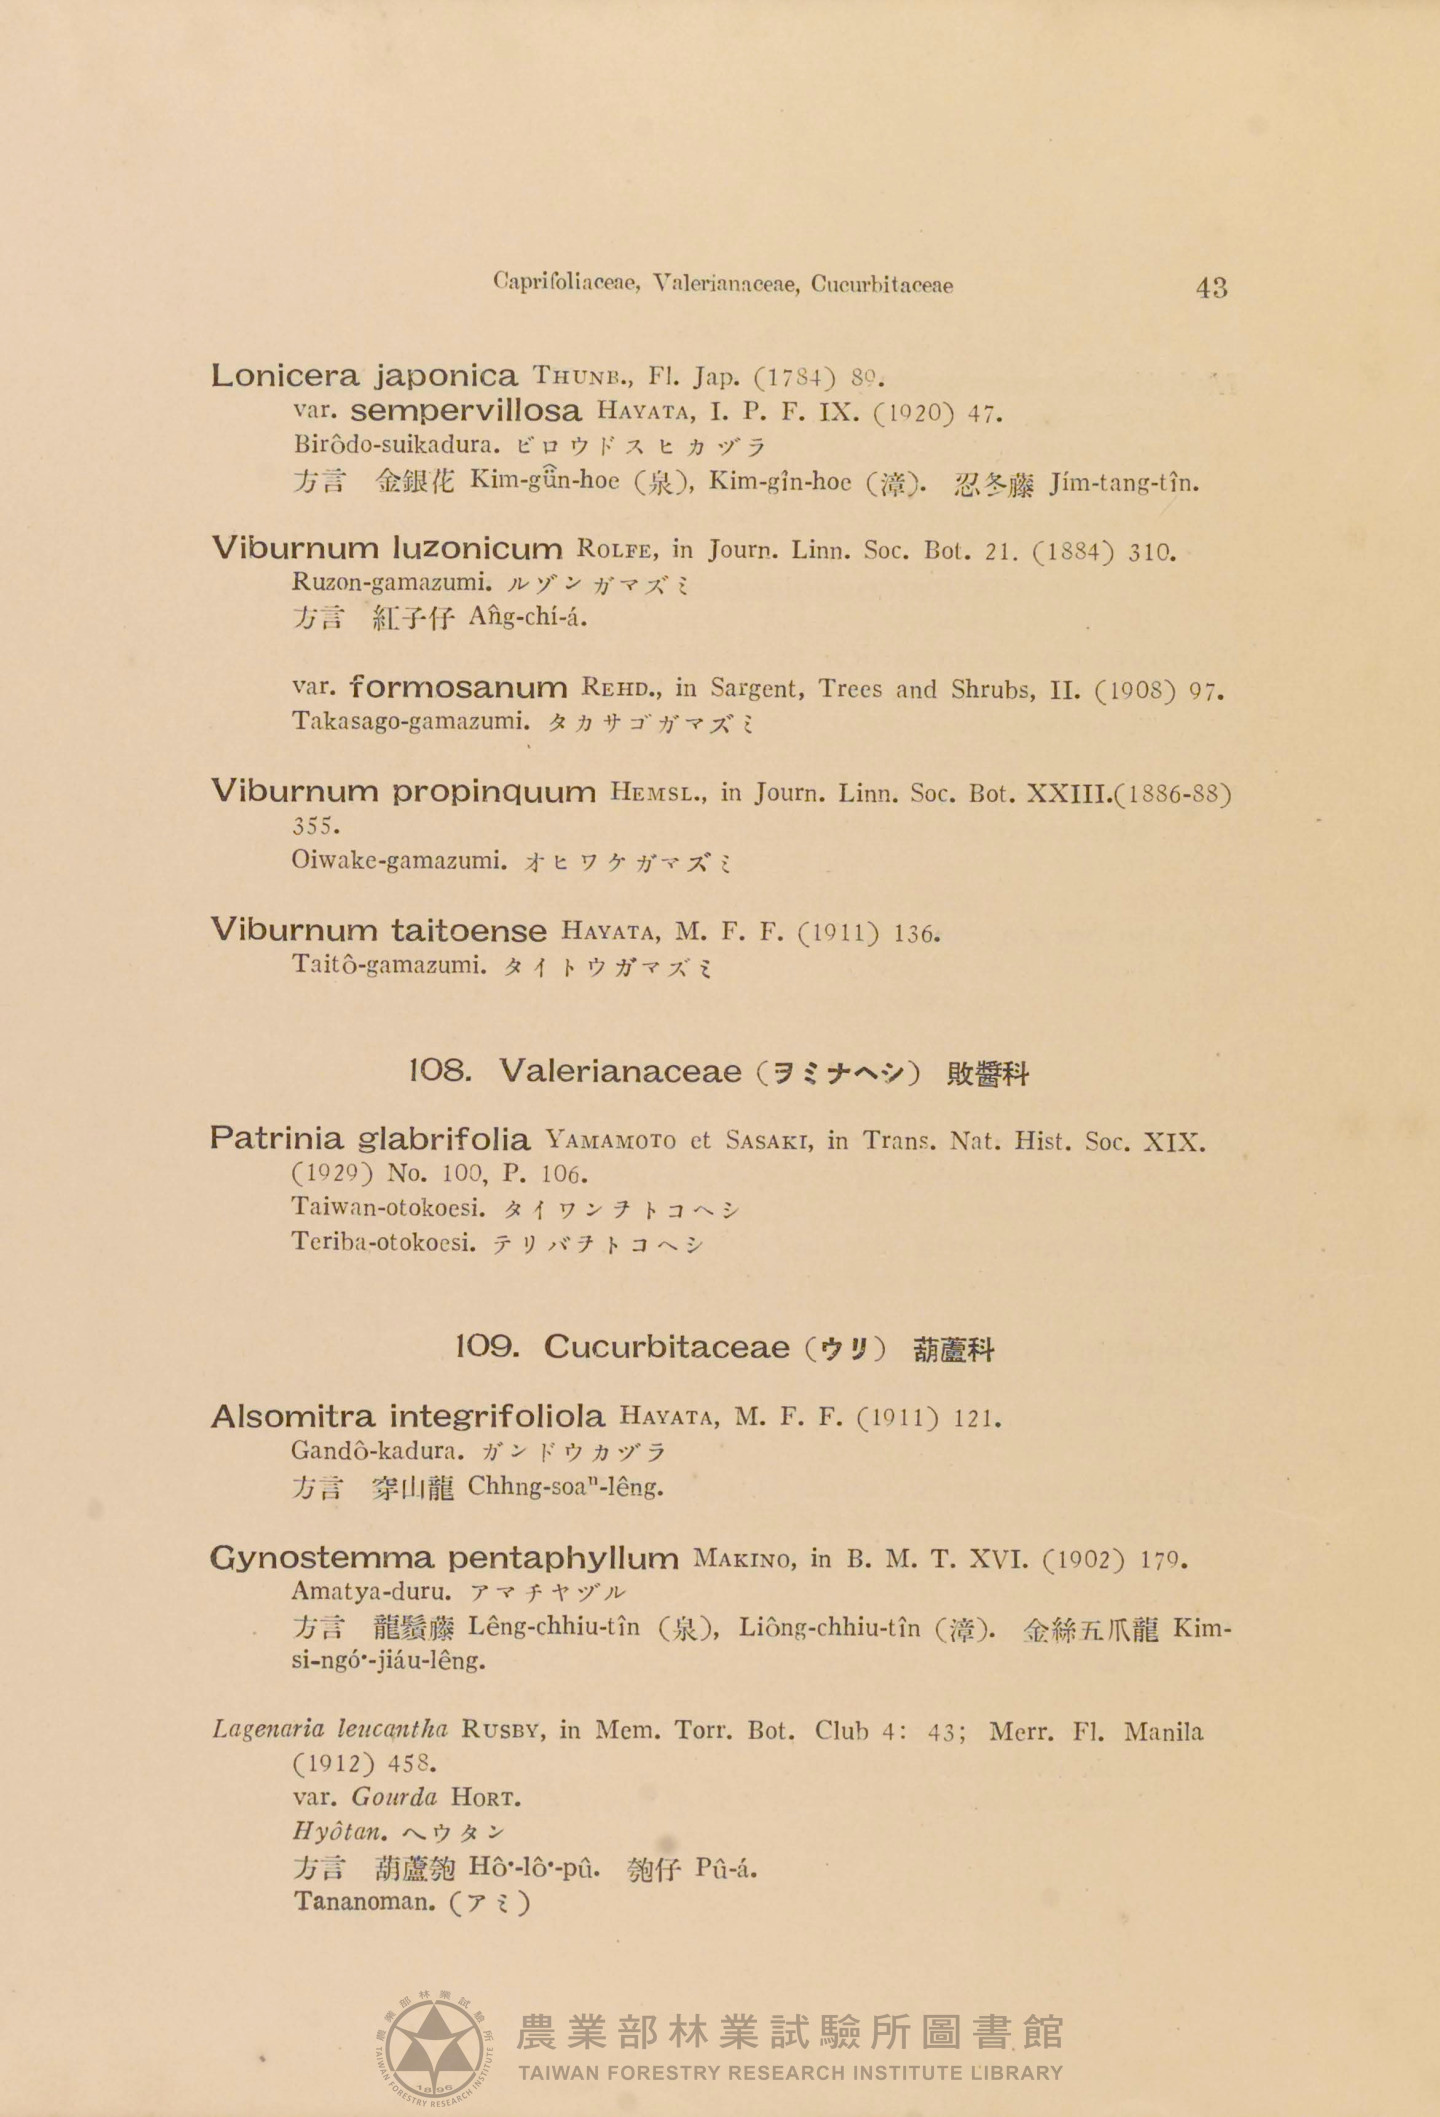 Caprifoliaceae, Valerianaceae, Cucurbitaceae 43
Lonicera japonica THUNB., Fl. Jap. (1784) 89.
var. sempervillosa HAYATA, I. P. F. IX. (1920) 47.
Birôdo-suikadura. ビロウドスヒカヅラ
方言 金銀花 Kim-gṳ̂n-hoe (泉), Kim-gîn-hoe (漳). 忍冬藤 Jím-tang-tîn.
Viburnum luzonicum ROLFE, in Journ. Linn. Soc. Bot. 21. (1884) 310.
Ruzon-gamazumi. ルゾンガマズミ
方言 紅子仔 Âng-chí-á.
var. formosanum REHD., in Sargent, Trees and Shrubs, II. (1908) 97.
Takasago-gamazumi. タカサゴガマズミ
Viburnum propinquum HEMSL., in Journ. Linn. Soc. Bot. XXIII.(1886-88)
355.
Oiwake-gamazumi. オヒワケガマズミ
Viburnum taitoense HAYATA, M. F. F. (1911) 136.
Taitô-gamazumi. タイトウガマズミ
108. Valerianaceae (ヲミナヘシ) 敗醬科
Patrinia glabrifolia YAMAMOTO et SASAKI, in Trans. Nat. Hist. Soc. XIX.
(1929) No. 100, P. 106.
Taiwan-otokoesi. タイワンヲトコヘシ
Teriba-otokoesi. テリバヲトコヘシ
109. Cucurbitaceae (ウリ) 葫蘆科
Alsomitra integrifoliola HAYATA, M. F. F. (1911) 121.
Gandô-kadura. ガンドウカヅラ
方言 穿山龍 Chhng-soaⁿ-lêng.
Gynostemma pentaphyllum MAKINO, in B. M. T. XVI. (1902) 179.
Amatya-duru. アマチヤヅル
方言 龍鬚藤 Lêng-chhiu-tîn (泉), Liông-chhiu-tîn (漳). 金絲五爪龍 Kim-
si-ngó͘-jiáu-lêng.
Lagenaria leucantha RUSBY, in Mem. Torr. Bot. Club 4: 43; Merr. Fl. Manila
(1912) 458.
var. Gourda HORT.
Hyôtan. ヘウタン
方言 葫蘆匏 Hô͘-lô͘-pû. 匏仔 Pû-á.
Tananoman. (アミ)
農業部林業試驗所 TAIWAN FORESTRY RESEARCH INSTITUTE 1896
農業部林業試驗所圖書館
TAIWAN FORESTRY RESEARCH INSTITUTE LIBRARY